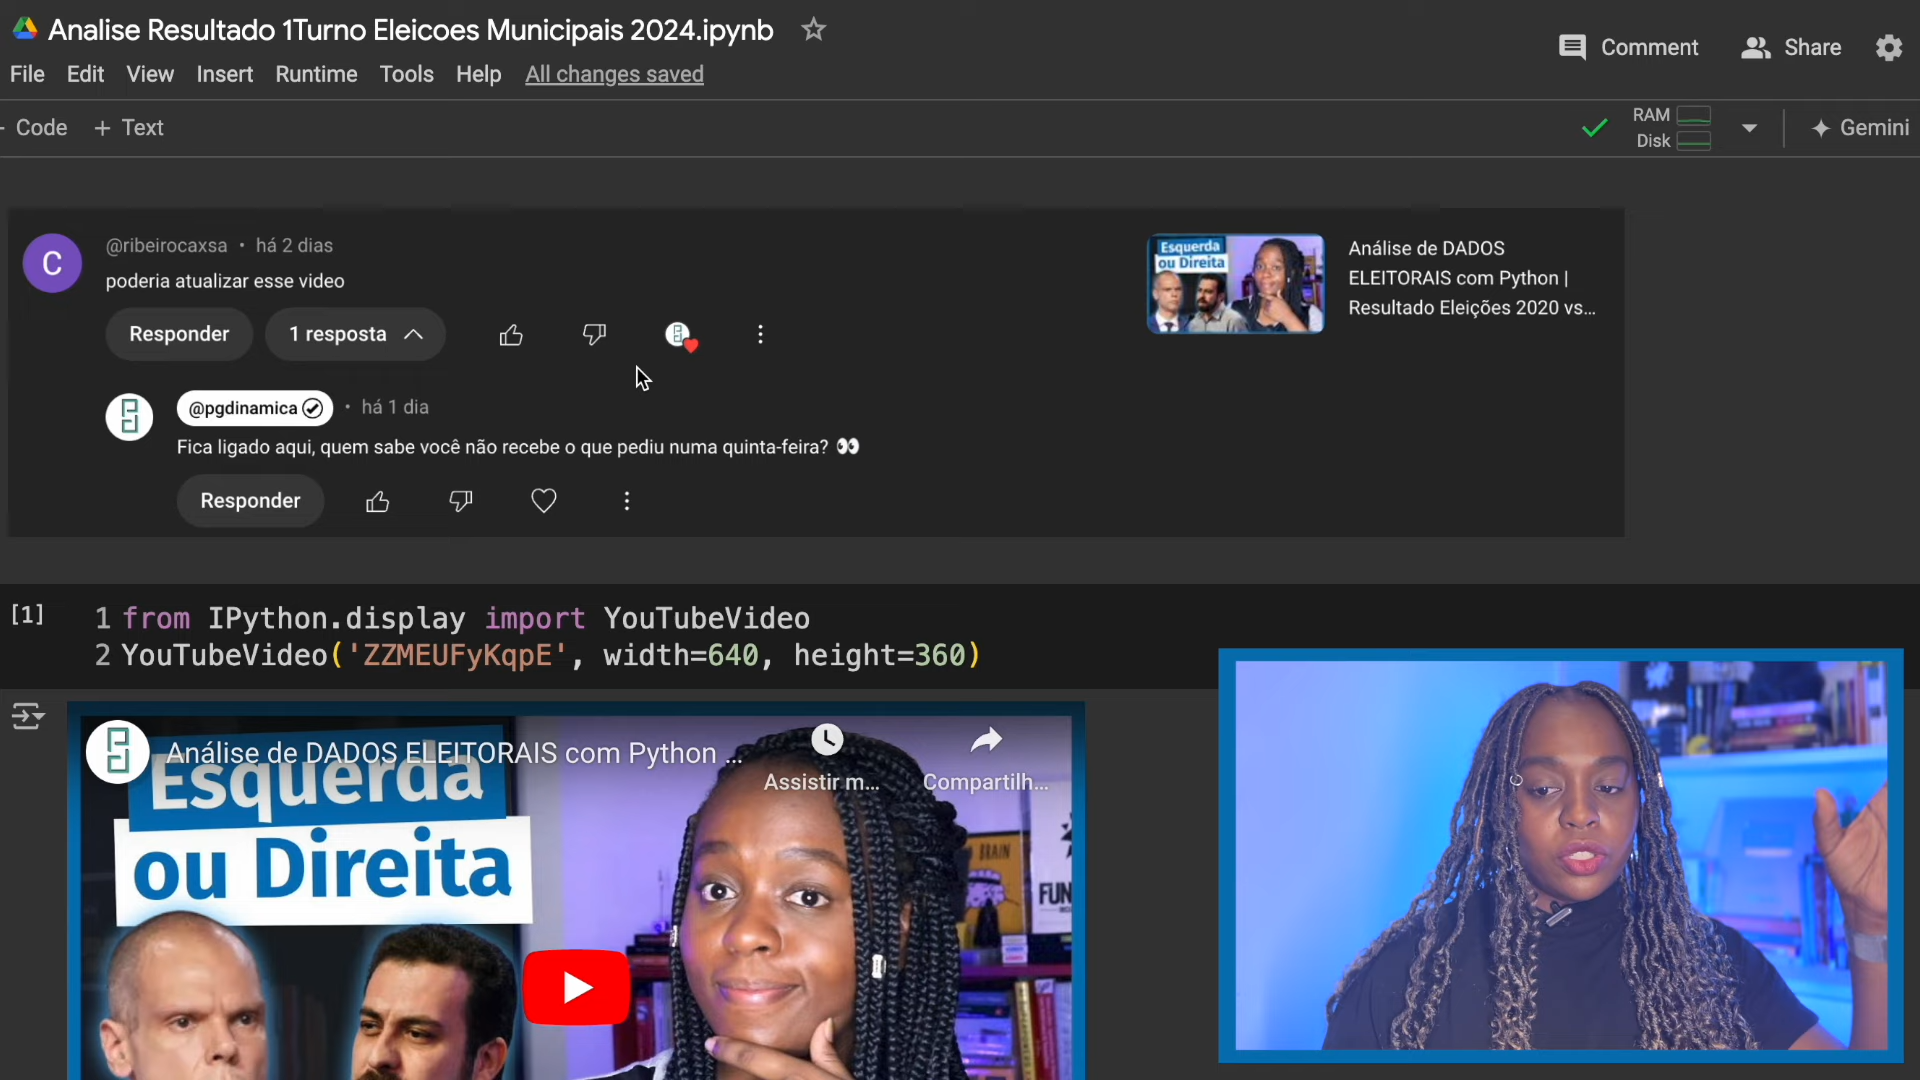 Analise Resultado 1Turno Eleicoes Municipais 2024.ipynb
Comment
Share
File Edit View Insert Runtime Tools Help All changes saved
Code + Text
RAM
Disk
Gemini
C
@ribeirocaxsa • há 2 dias
poderia atualizar esse video
Responder
1 resposta
Esquerda
ou Direita
Análise de DADOS
ELEITORAIS com Python |
Resultado Eleições 2020 vs...
@pgdinamica • há 1 dia
Fica ligado aqui, quem sabe você não recebe o que pediu numa quinta-feira? 👀
Responder
[1]
1 from IPython.display import YouTubeVideo
2 YouTubeVideo('ZZMEUFyKqpE', width=640, height=360)
Análise de DADOS ELEITORAIS com Python ...
Assistir m...
Compartilh...
Esquerda
ou Direita
BRAIN
FUN